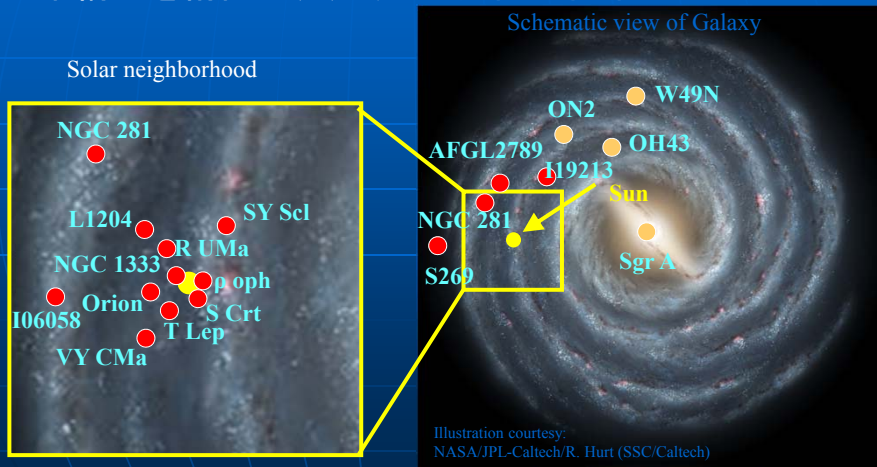 Schematic view of Galaxy
Solar neighborhood
NGC 281
L1204
SY Scl
R UMa
NGC 1333
ρ oph
Orion
S Crt
I06058
T Lep
VY CMa
W49N
ON2
OH43
AFGL2789
I19213
Sun
NGC 281
Sgr A
S269
Illustration courtesy:
NASA/JPL-Caltech/R. Hurt (SSC/Caltech)